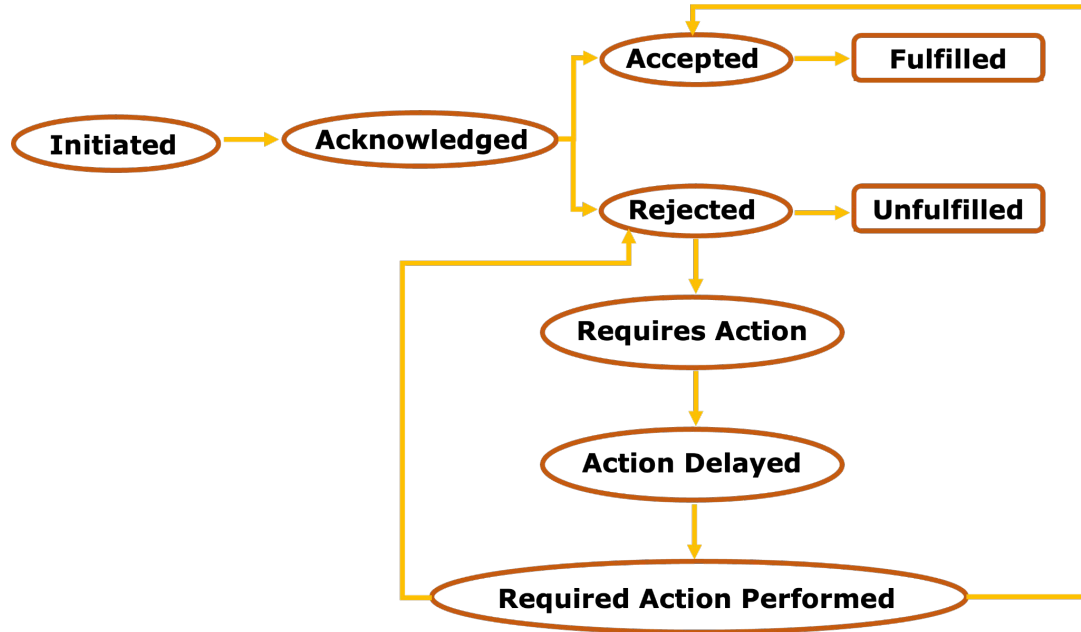 Accepted
Fulfilled
Initiated
Acknowledged
Rejected
Unfulfilled
Requires Action
Action Delayed
Required Action Performed